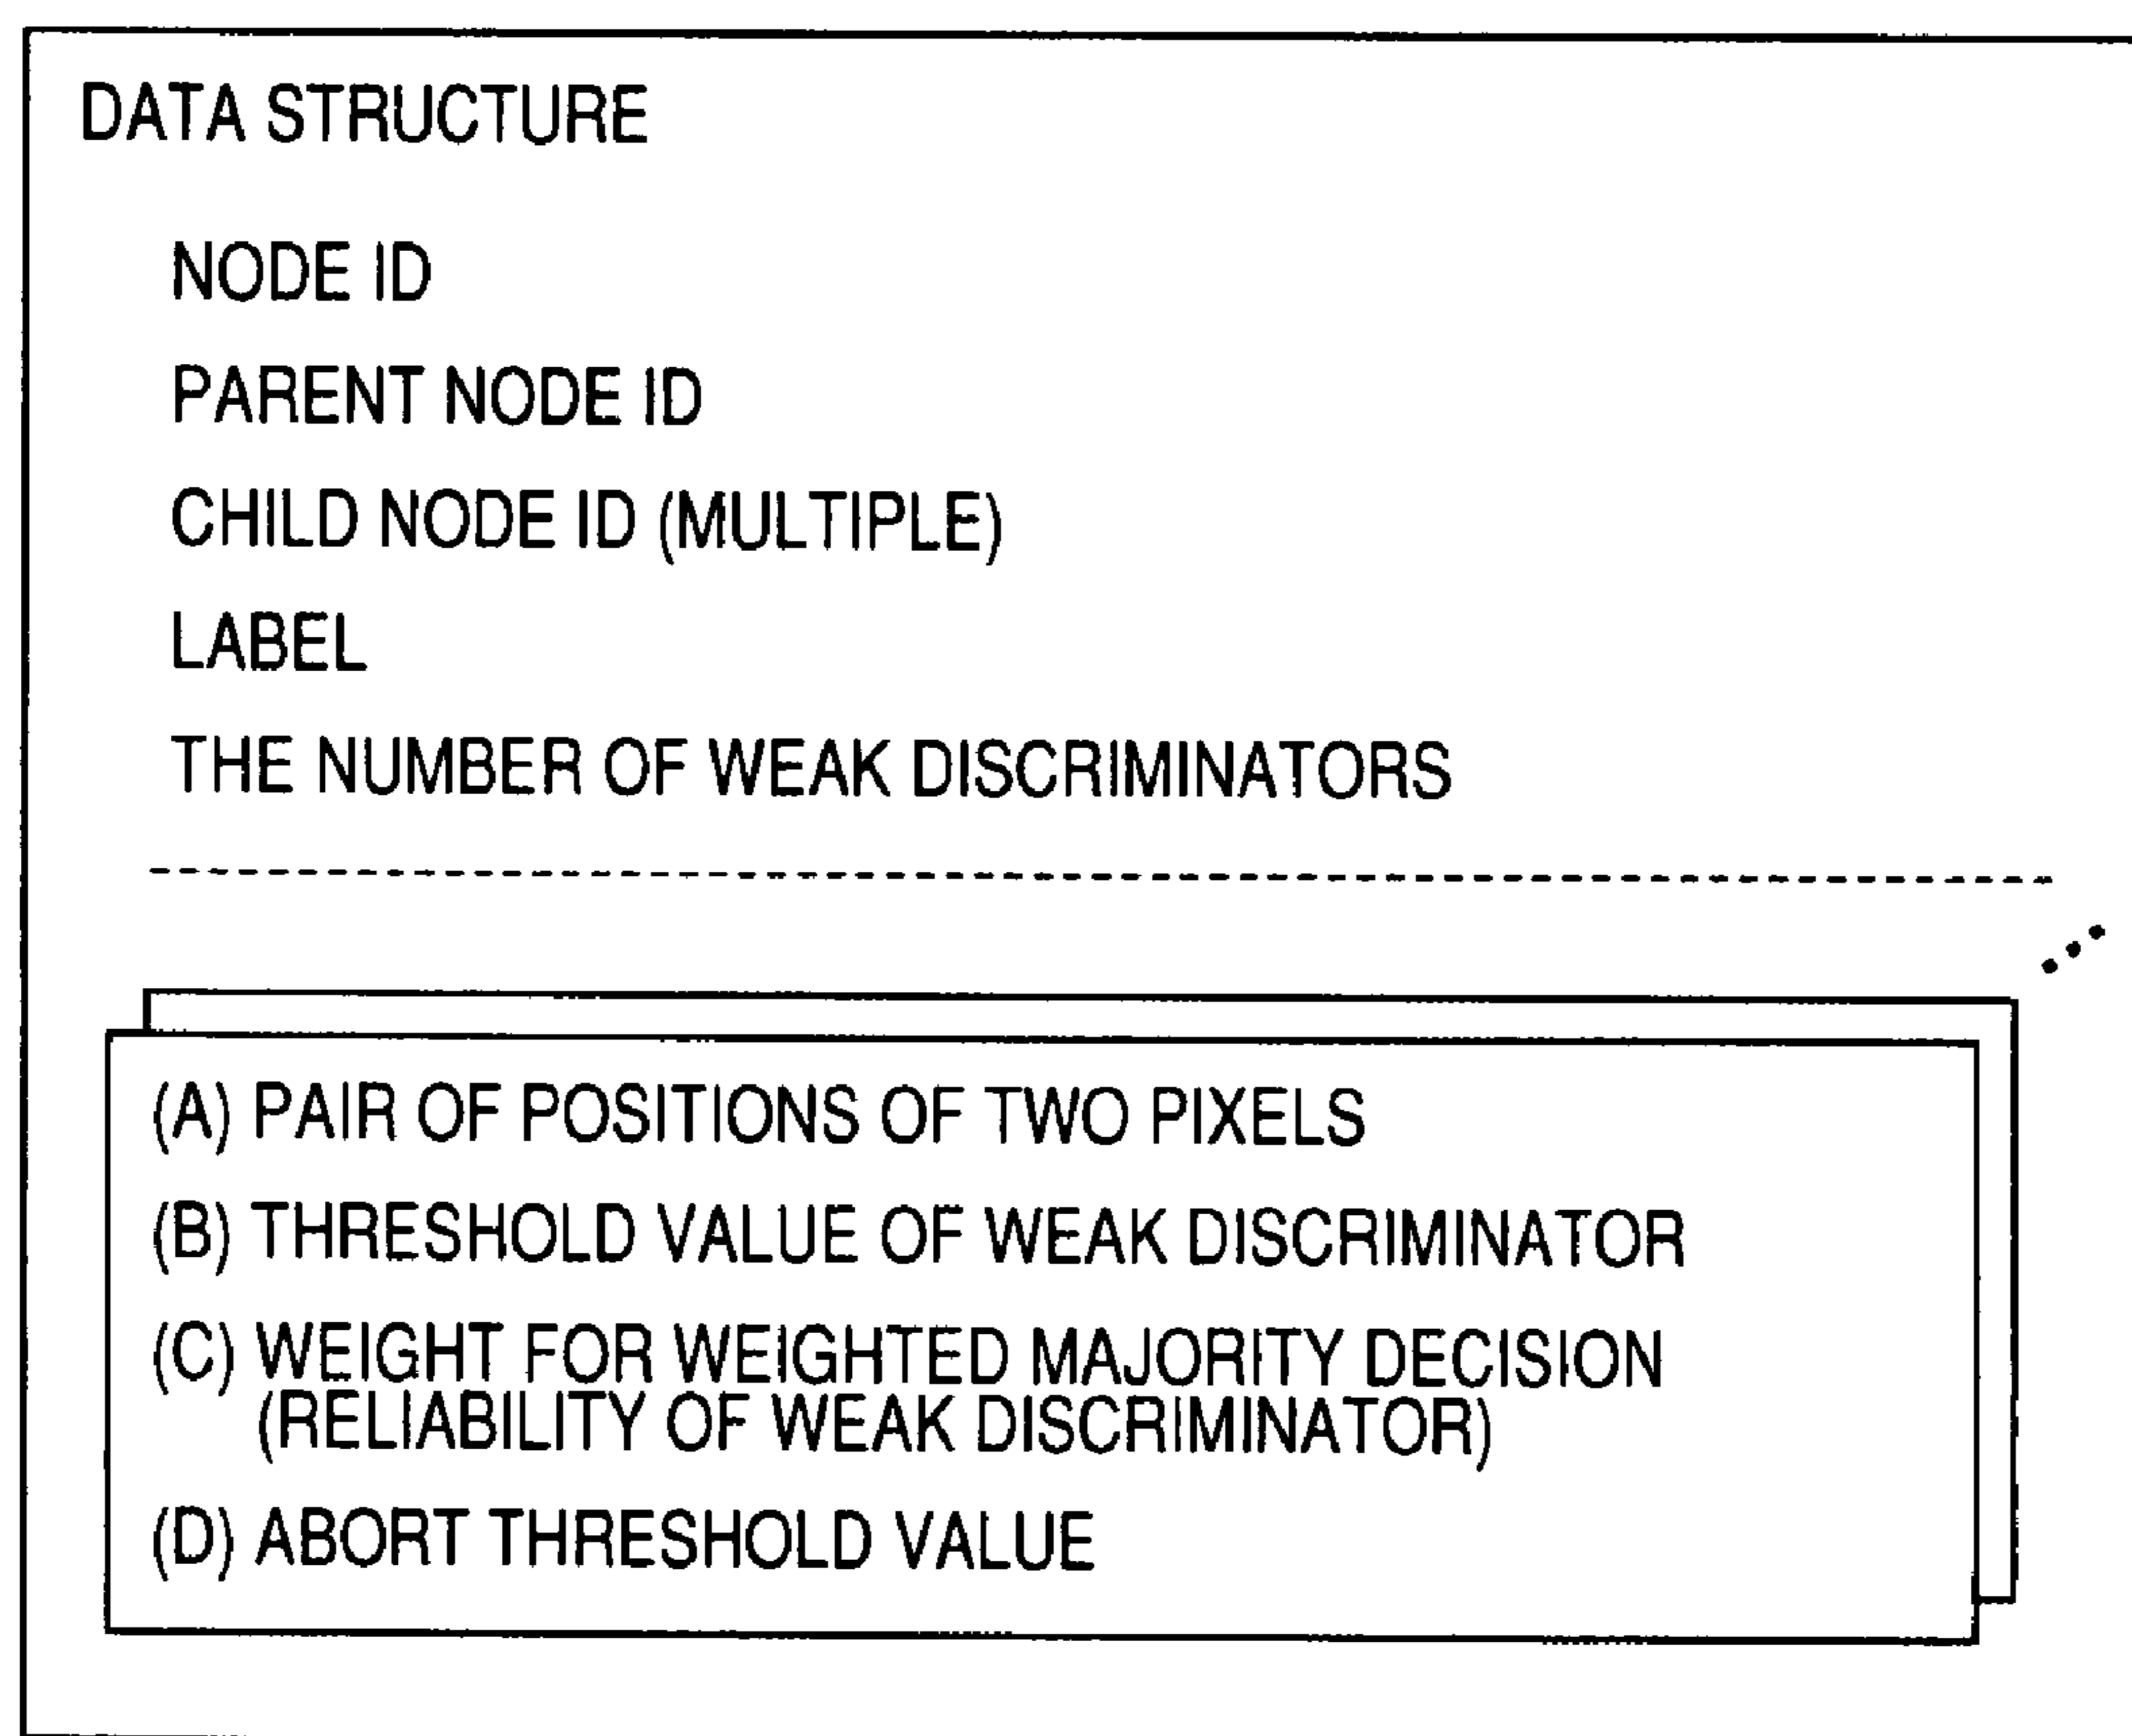 DATA STRUCTURE
NODE ID
PARENT NODE ID
CHILD NODE ID (MULTIPLE)
LABEL
THE NUMBER OF WEAK DISCRIMINATORS
(A) PAIR OF POSITIONS OF TWO PIXELS
(B) THRESHOLD VALUE OF WEAK DISCRIMINATOR
(C) WEIGHT FOR WEIGHTED MAJORITY DECISION
(RELIABILITY OF WEAK DISCRIMINATOR)
(D) ABORT THRESHOLD VALUE